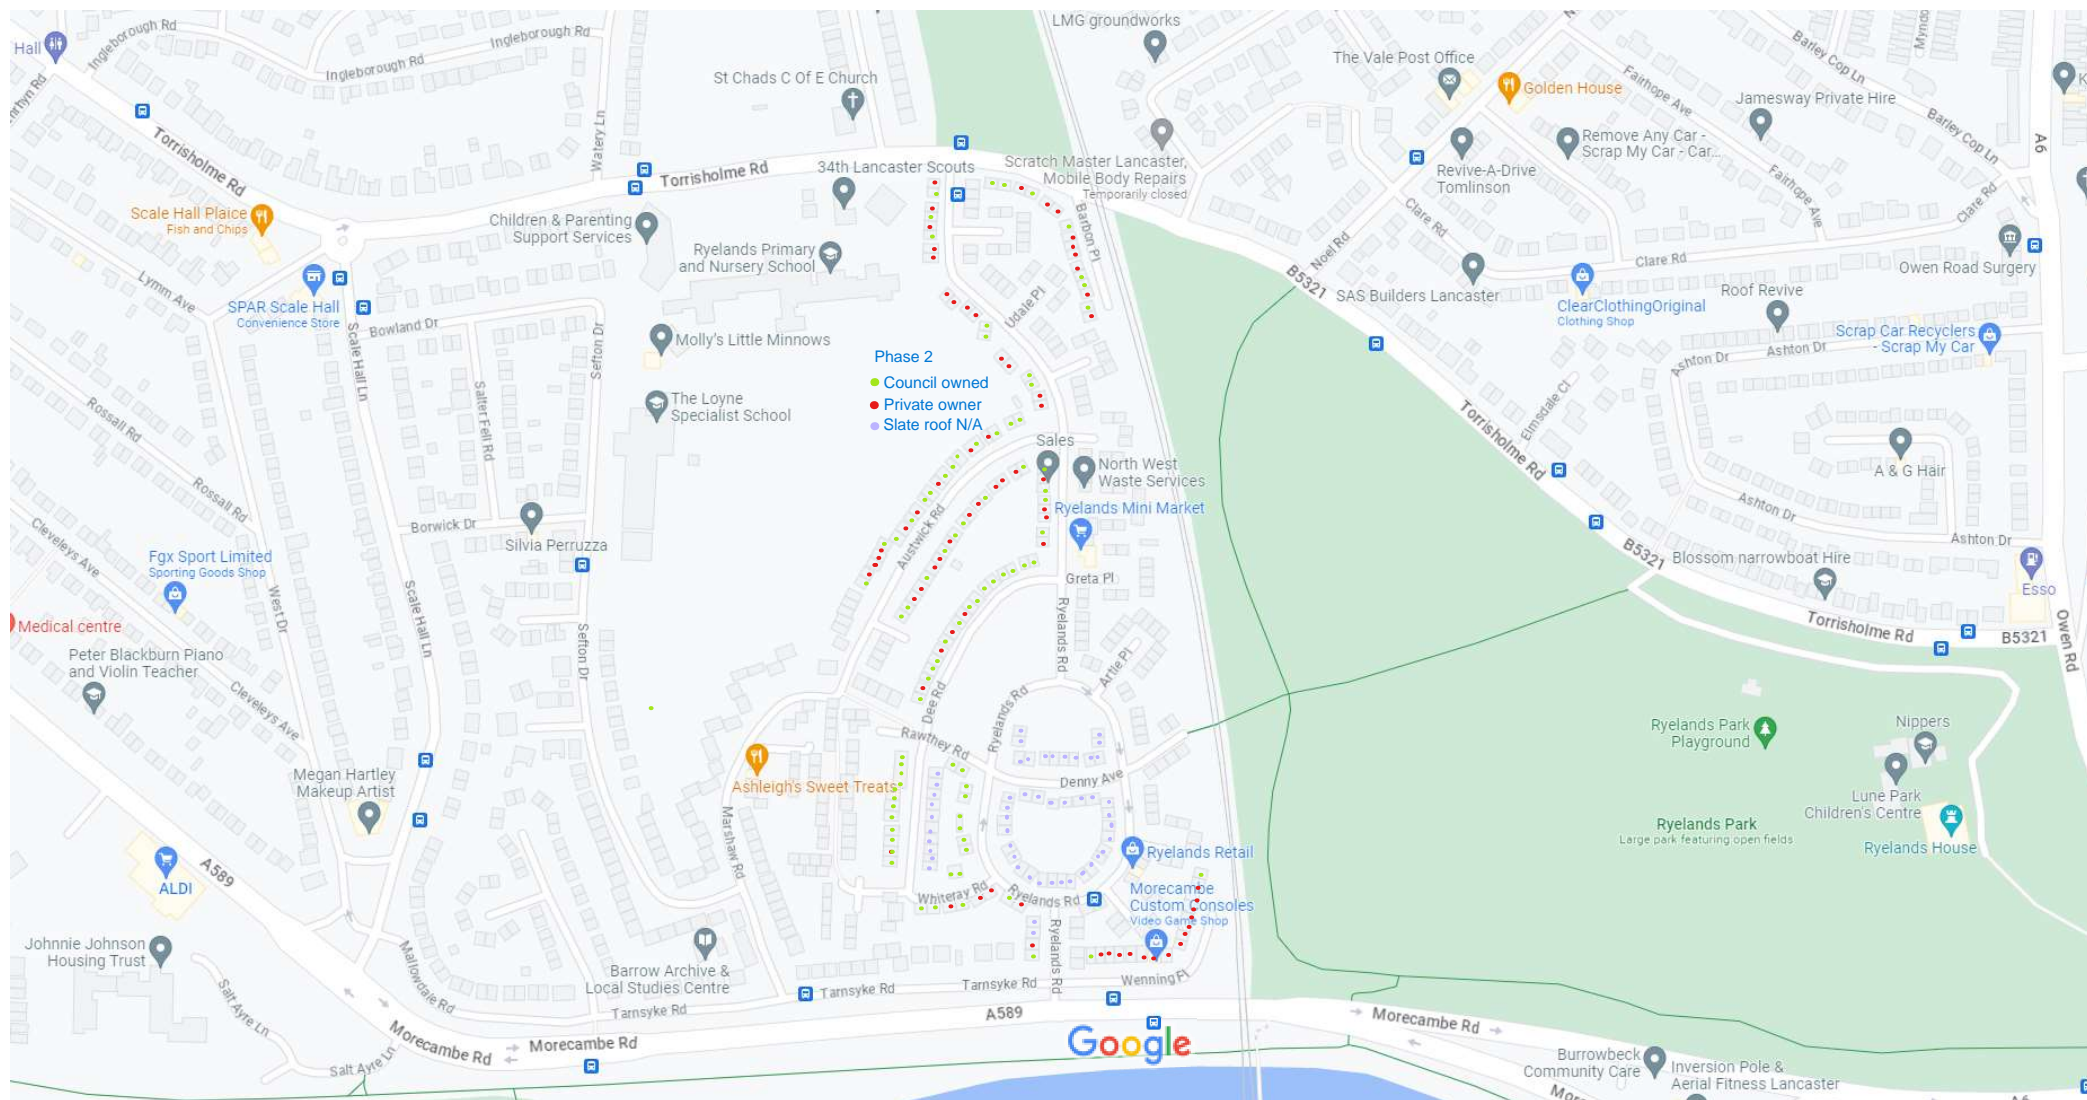 LMG groundworks
Hall
Ingleborough Rd
Ingleborough Rd
Ingleborough Rd
St Chads C Of E Church
The Vale Post Office
Golden House
Barley Cop Ln
Fairhope Ave
Jamesway Private Hire
Barley Cop Ln
A6
Watery Ln
Torrisholme Rd
Torrisholme Rd
34th Lancaster Scouts
Scratch Master Lancaster,
Mobile Body Repairs
Temporarily closed
Revive-A-Drive
Tomlinson
Remove Any Car -
Scrap My Car - Car...
Fairhope Ave
Clare Rd
Scale Hall Plaice
Fish and Chips
Children & Parenting
Support Services
Ryelands Primary
and Nursery School
Barbon Pl
Clare Rd
Noel Rd
Clare Rd
Owen Road Surgery
Lymm Ave
SPAR Scale Hall
Convenience Store
Bowland Dr
Scale Hall Ln
Sefton Dr
Udale Pl
B5321
SAS Builders Lancaster
ClearClothingOriginal
Clothing Shop
Roof Revive
Scrap Car Recyclers
- Scrap My Car
Molly's Little Minnows
Ashton Dr
Ashton Dr
Phase 2
Council owned
Private owner
Slate roof N/A
The Loyne
Specialist School
Salter Fell Rd
Rossall Rd
Rossall Rd
Elmsdale Cl
Torrisholme Rd
A & G Hair
Sales
North West
Waste Services
Ryelands Mini Market
Ashton Dr
Ashton Dr
Borwick Dr
Silvia Perruzza
Austwick Rd
Cleveleys Ave
Fgx Sport Limited
Sporting Goods Shop
West Dr
Scale Hall Ln
Greta Pl
B5321
Blossom narrowboat Hire
Esso
Medical centre
Torrisholme Rd
B5321
Owen Rd
Peter Blackburn Piano
and Violin Teacher
Cleveleys Ave
Sefton Dr
Ryelands Rd
Artle Pl
Dee Rd
Ryelands Rd
Rawthey Rd
Ryelands Park
Playground
Nippers
Megan Hartley
Makeup Artist
Ashleigh's Sweet Treats
Denny Ave
Lune Park
Children's Centre
Marshaw Rd
Ryelands Park
Large park featuring open fields
Ryelands House
Ryelands Retail
A589
ALDI
Whiteray Rd
Ryelands Rd
Morecambe
Custom Consoles
Video Game Shop
Ryelands Rd
Johnnie Johnson
Housing Trust
Mallowdale Rd
Barrow Archive &
Local Studies Centre
Salt Ayre Ln
Tarnsyke Rd
Tarnsyke Rd
Tarnsyke Rd
Wenning Pl
A589
Morecambe Rd
Morecambe Rd
Morecambe Rd
Google
Salt Ayre Ln
Burrowbeck
Community Care
Inversion Pole &
Aerial Fitness Lancaster